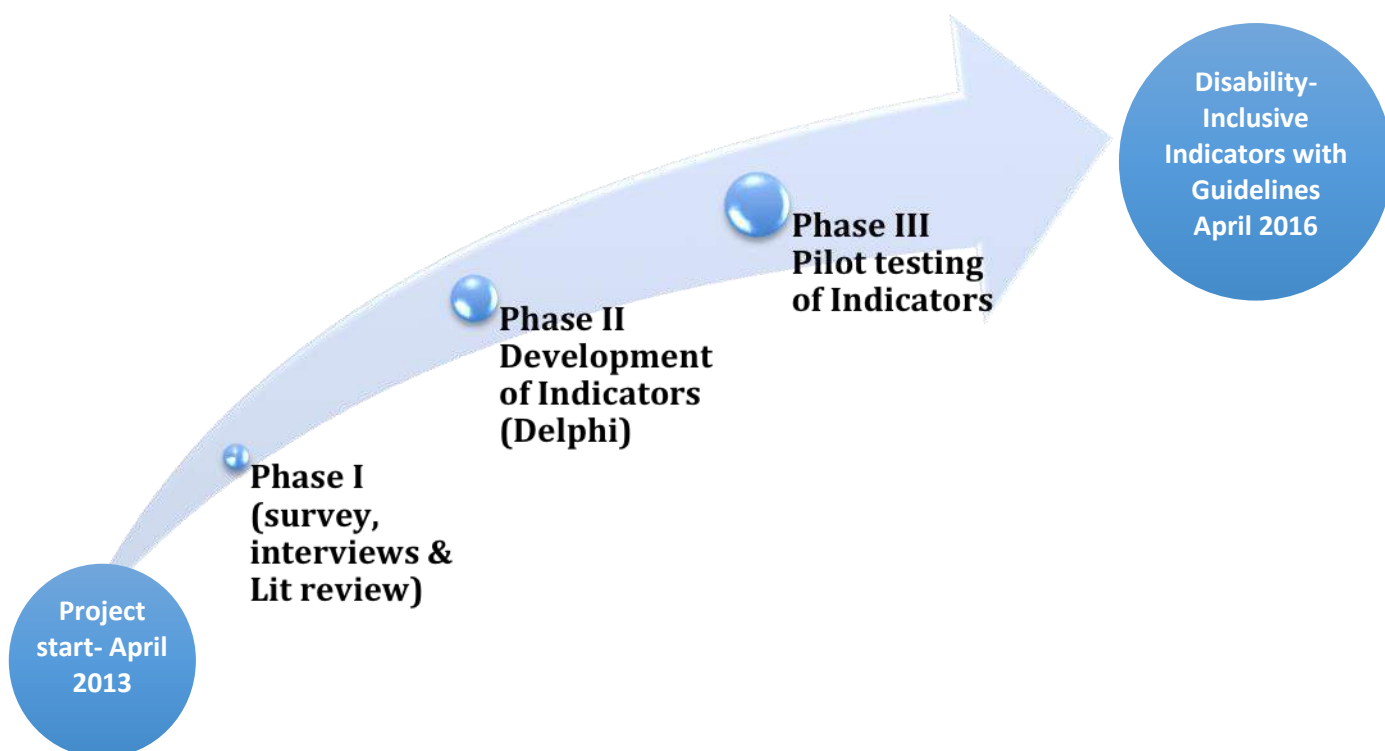 Project
start- April
2013
Phase I
(survey,
interviews &
Lit review)
Phase II
Development
of Indicators
(Delphi)
Phase III
Pilot testing
of Indicators
Disability-
Inclusive
Indicators with
Guidelines
April 2016